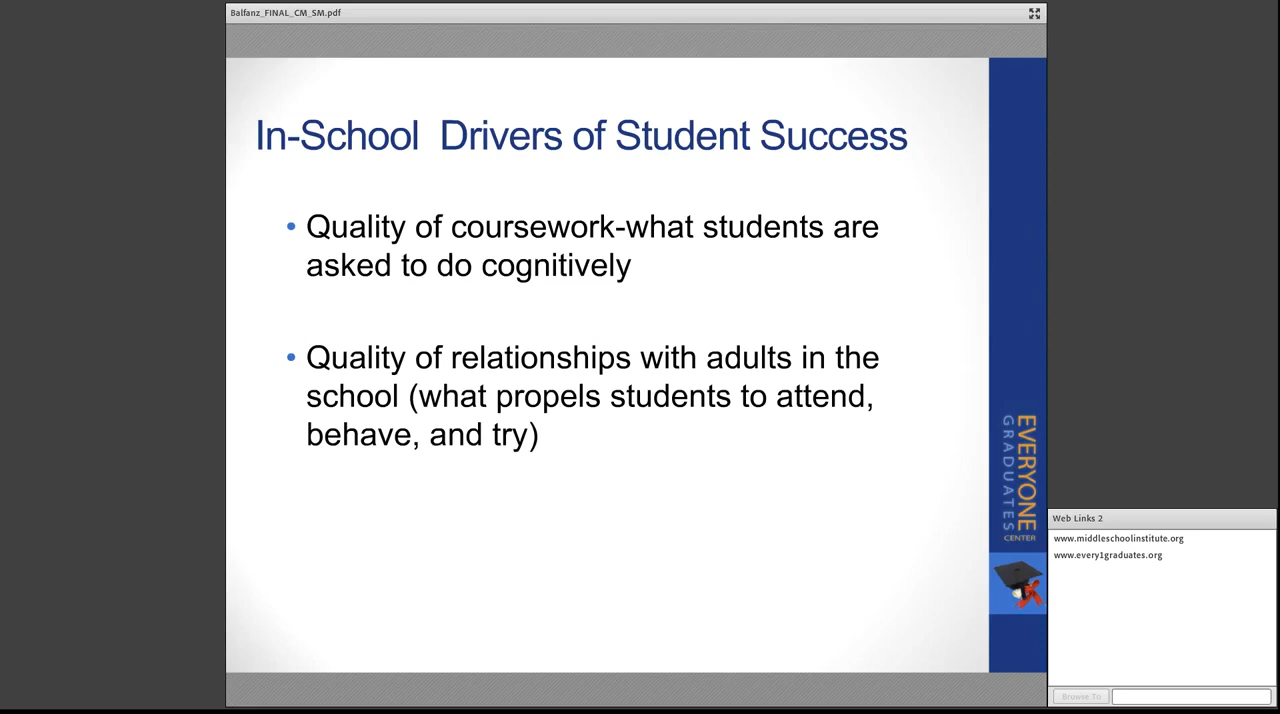 Balfanz_FINAL_CM_SM.pdf
In-School Drivers of Student Success
• Quality of coursework-what students are
asked to do cognitively
• Quality of relationships with adults in the
school (what propels students to attend,
behave, and try)
EVERYONE
GRADUATES
CENTER
Web Links 2
www.middleschoolinstitute.org
www.every1graduates.org
Browse To